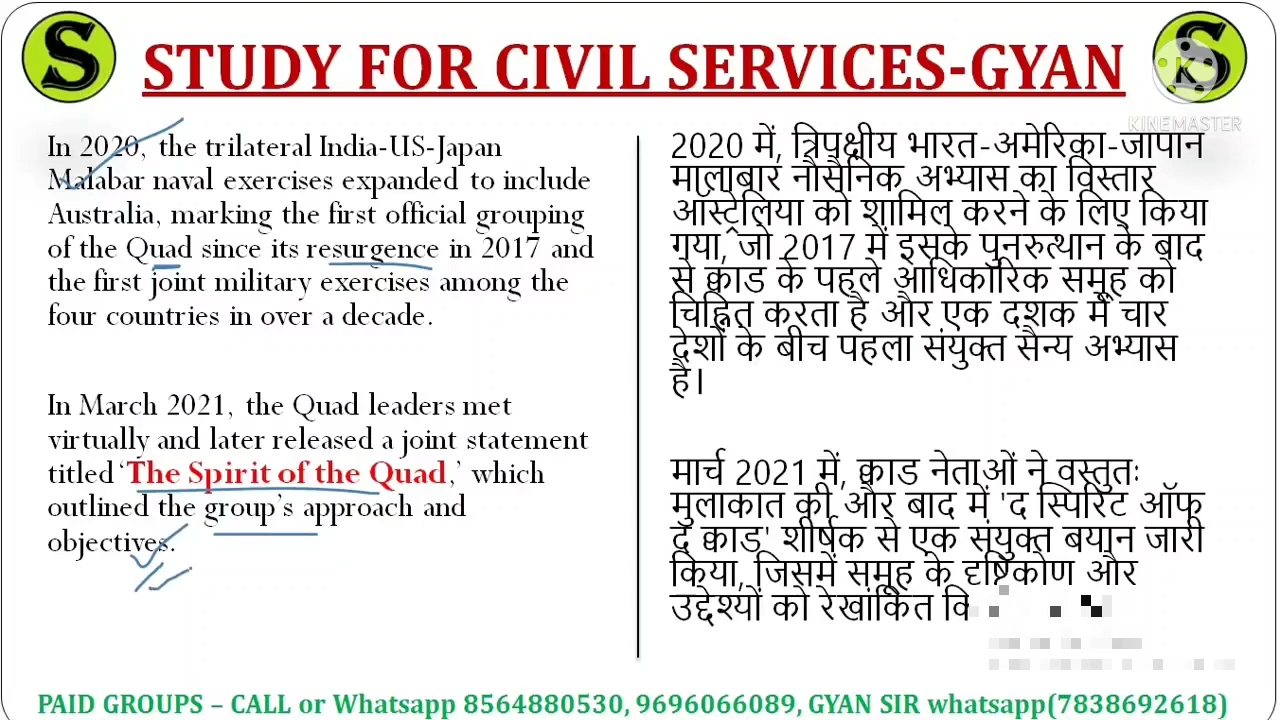 S
STUDY FOR CIVIL SERVICES-GYAN
S
K
KINEMASTER
In 2020, the trilateral India-US-Japan
Malabar naval exercises expanded to include
Australia, marking the first official grouping
of the Quad since its resurgence in 2017 and
the first joint military exercises among the
four countries in over a decade.
In March 2021, the Quad leaders met
virtually and later released a joint statement
titled ‘The Spirit of the Quad,’ which
outlined the group’s approach and
objectives.
2020 में, त्रिपक्षीय भारत-अमेरिका-जापान
मालाबार नौसैनिक अभ्यास का विस्तार
ऑस्ट्रेलिया को शामिल करने के लिए किया
गया, जो 2017 में इसके पुनरुत्थान के बाद
से क्वाड के पहले आधिकारिक समूह को
चिह्नित करता है और एक दशक में चार
देशों के बीच पहला संयुक्त सैन्य अभ्यास
है।
मार्च 2021 में, क्वाड नेताओं ने वस्तुतः
मुलाकात की और बाद में 'द स्पिरिट ऑफ
द क्वाड' शीर्षक से एक संयुक्त बयान जारी
किया, जिसमें समूह के दृष्टिकोण और
उद्देश्यों को रेखांकित
PAID GROUPS – CALL or Whatsapp 8564880530, 9696066089, GYAN SIR whatsapp(7838692618)